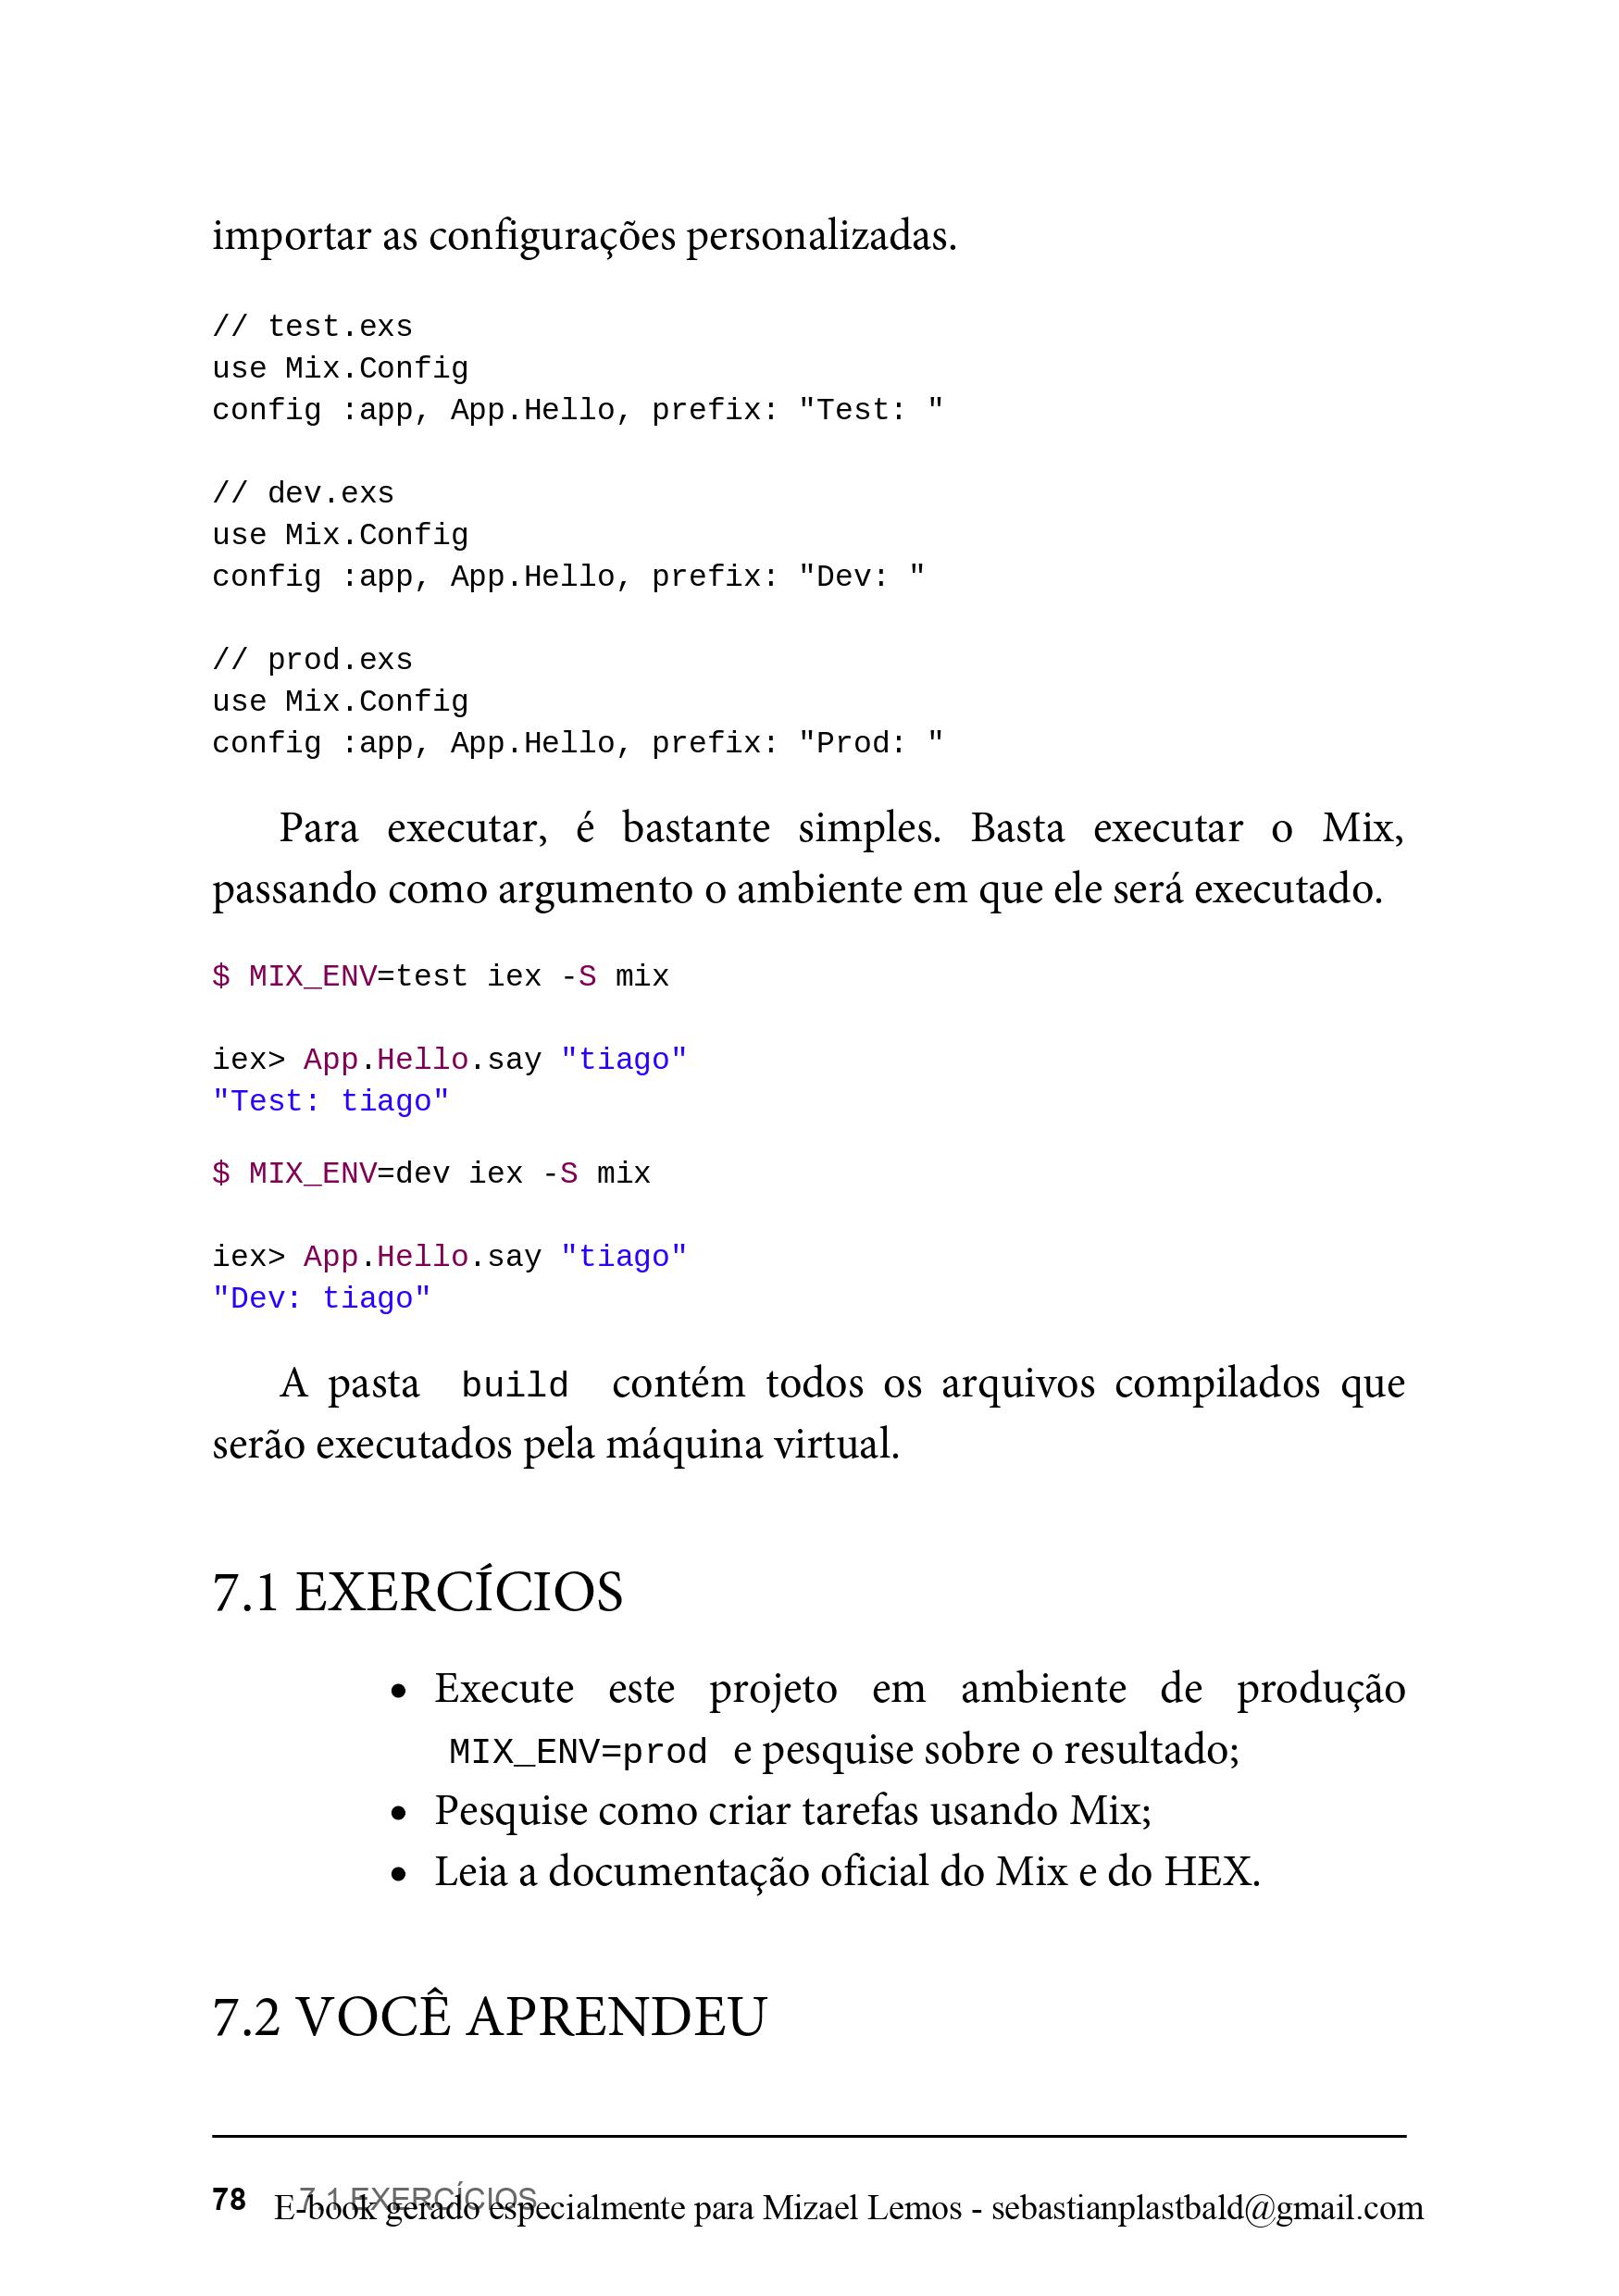 importar as configurações personalizadas.
// test.exs
use Mix.Config
config :app, App.Hello, prefix: "Test: "
// dev.exs
use Mix.Config
config :app, App.Hello, prefix: "Dev: "
// prod.exs
use Mix.Config
config :app, App.Hello, prefix: "Prod: "
Para executar, é bastante simples. Basta executar o Mix,
passando como argumento o ambiente em que ele será executado.
$ MIX_ENV=test iex -S mix
iex> App.Hello.say "tiago"
"Test: tiago"
$ MIX_ENV=dev iex -S mix
iex> App.Hello.say "tiago"
"Dev: tiago"
A pasta build contém todos os arquivos compilados que
serão executados pela máquina virtual.
7.1 EXERCÍCIOS
• Execute este projeto em ambiente de produção
MIX_ENV=prod e pesquise sobre o resultado;
• Pesquise como criar tarefas usando Mix;
• Leia a documentação oficial do Mix e do HEX.
7.2 VOCÊ APRENDEU
78 7.1 EXERCÍCIOS
E-book gerado especialmente para Mizael Lemos - sebastianplastbald@gmail.com